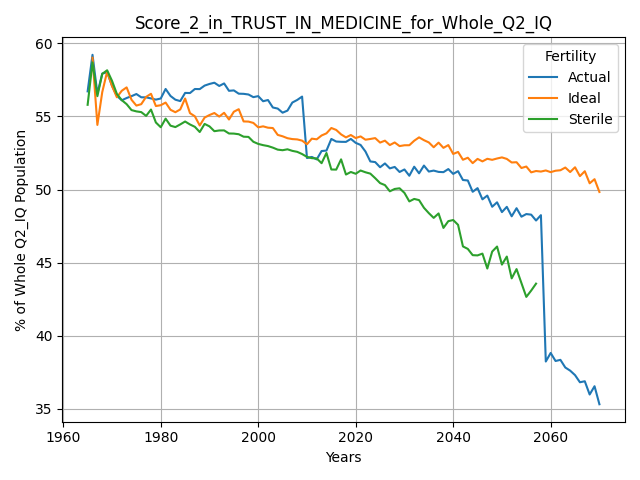 Score_2_in_TRUST_IN_MEDICINE_for_Whole_Q2_IQ
Fertility
Actual
Ideal
Sterile
% of Whole Q2_IQ Population
60
55
50
45
40
35
1960
1980
2000
2020
2040
2060
Years